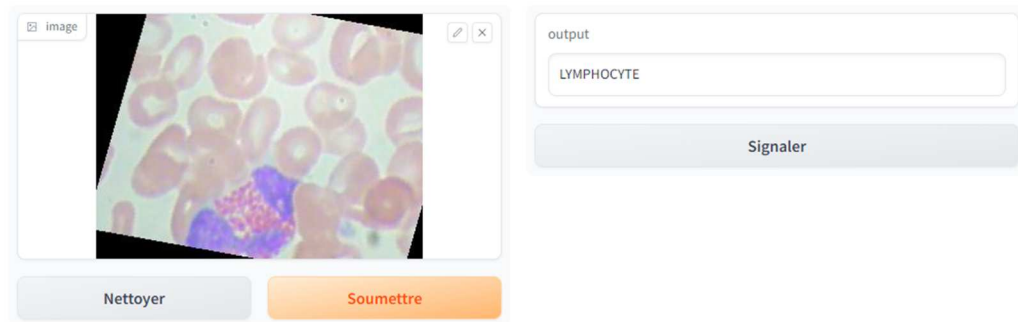 image
Nettoyer
Soumettre
output
LYMPHOCYTE
Signaler